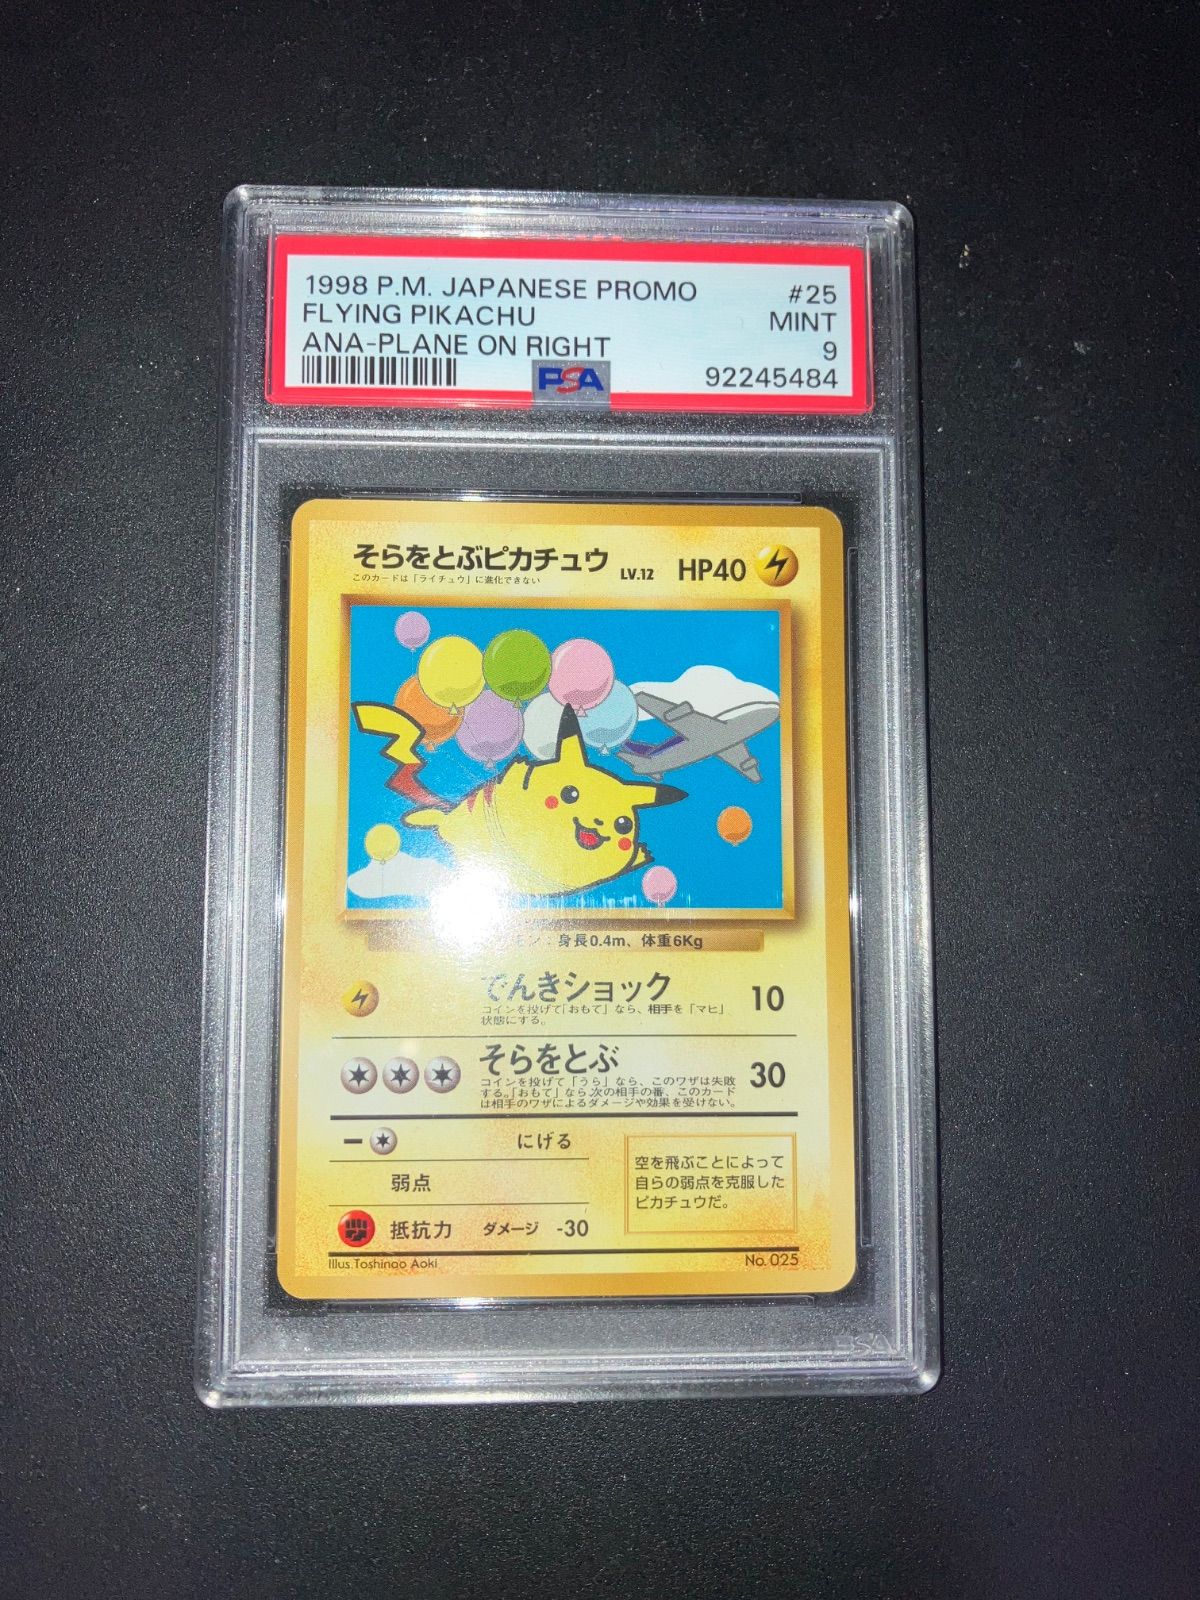 1998 P.M. JAPANESE PROMO #25
FLYING PIKACHU MINT
ANA-PLANE ON RIGHT 9
PSA 92245484
そらをとぶピカチュウ LV.12 HP40
このカードは「ライチュウ」に進化できない
モン：身長0.4m、体重6Kg
でんきショック 10
コインを投げて「おもて」なら、相手を「マヒ」
状態にする。
そらをとぶ 30
コインを投げて「うら」なら、このワザは失敗
する。「おもて」なら次の相手の番、このカード
は相手のワザによるダメージや効果を受けない。
にげる
弱点
抵抗力 ダメージ -30
空を飛ぶことによって
自らの弱点を克服した
ピカチュウだ。
Illus.Toshinao Aoki No.025
PSA